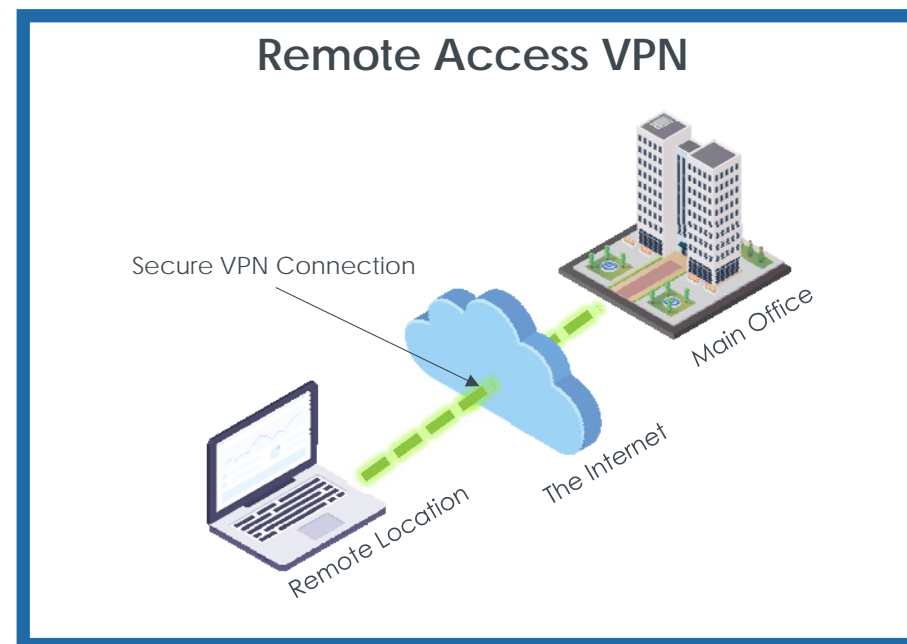 Remote Access VPN
Secure VPN Connection
Main Office
The Internet
Remote Location